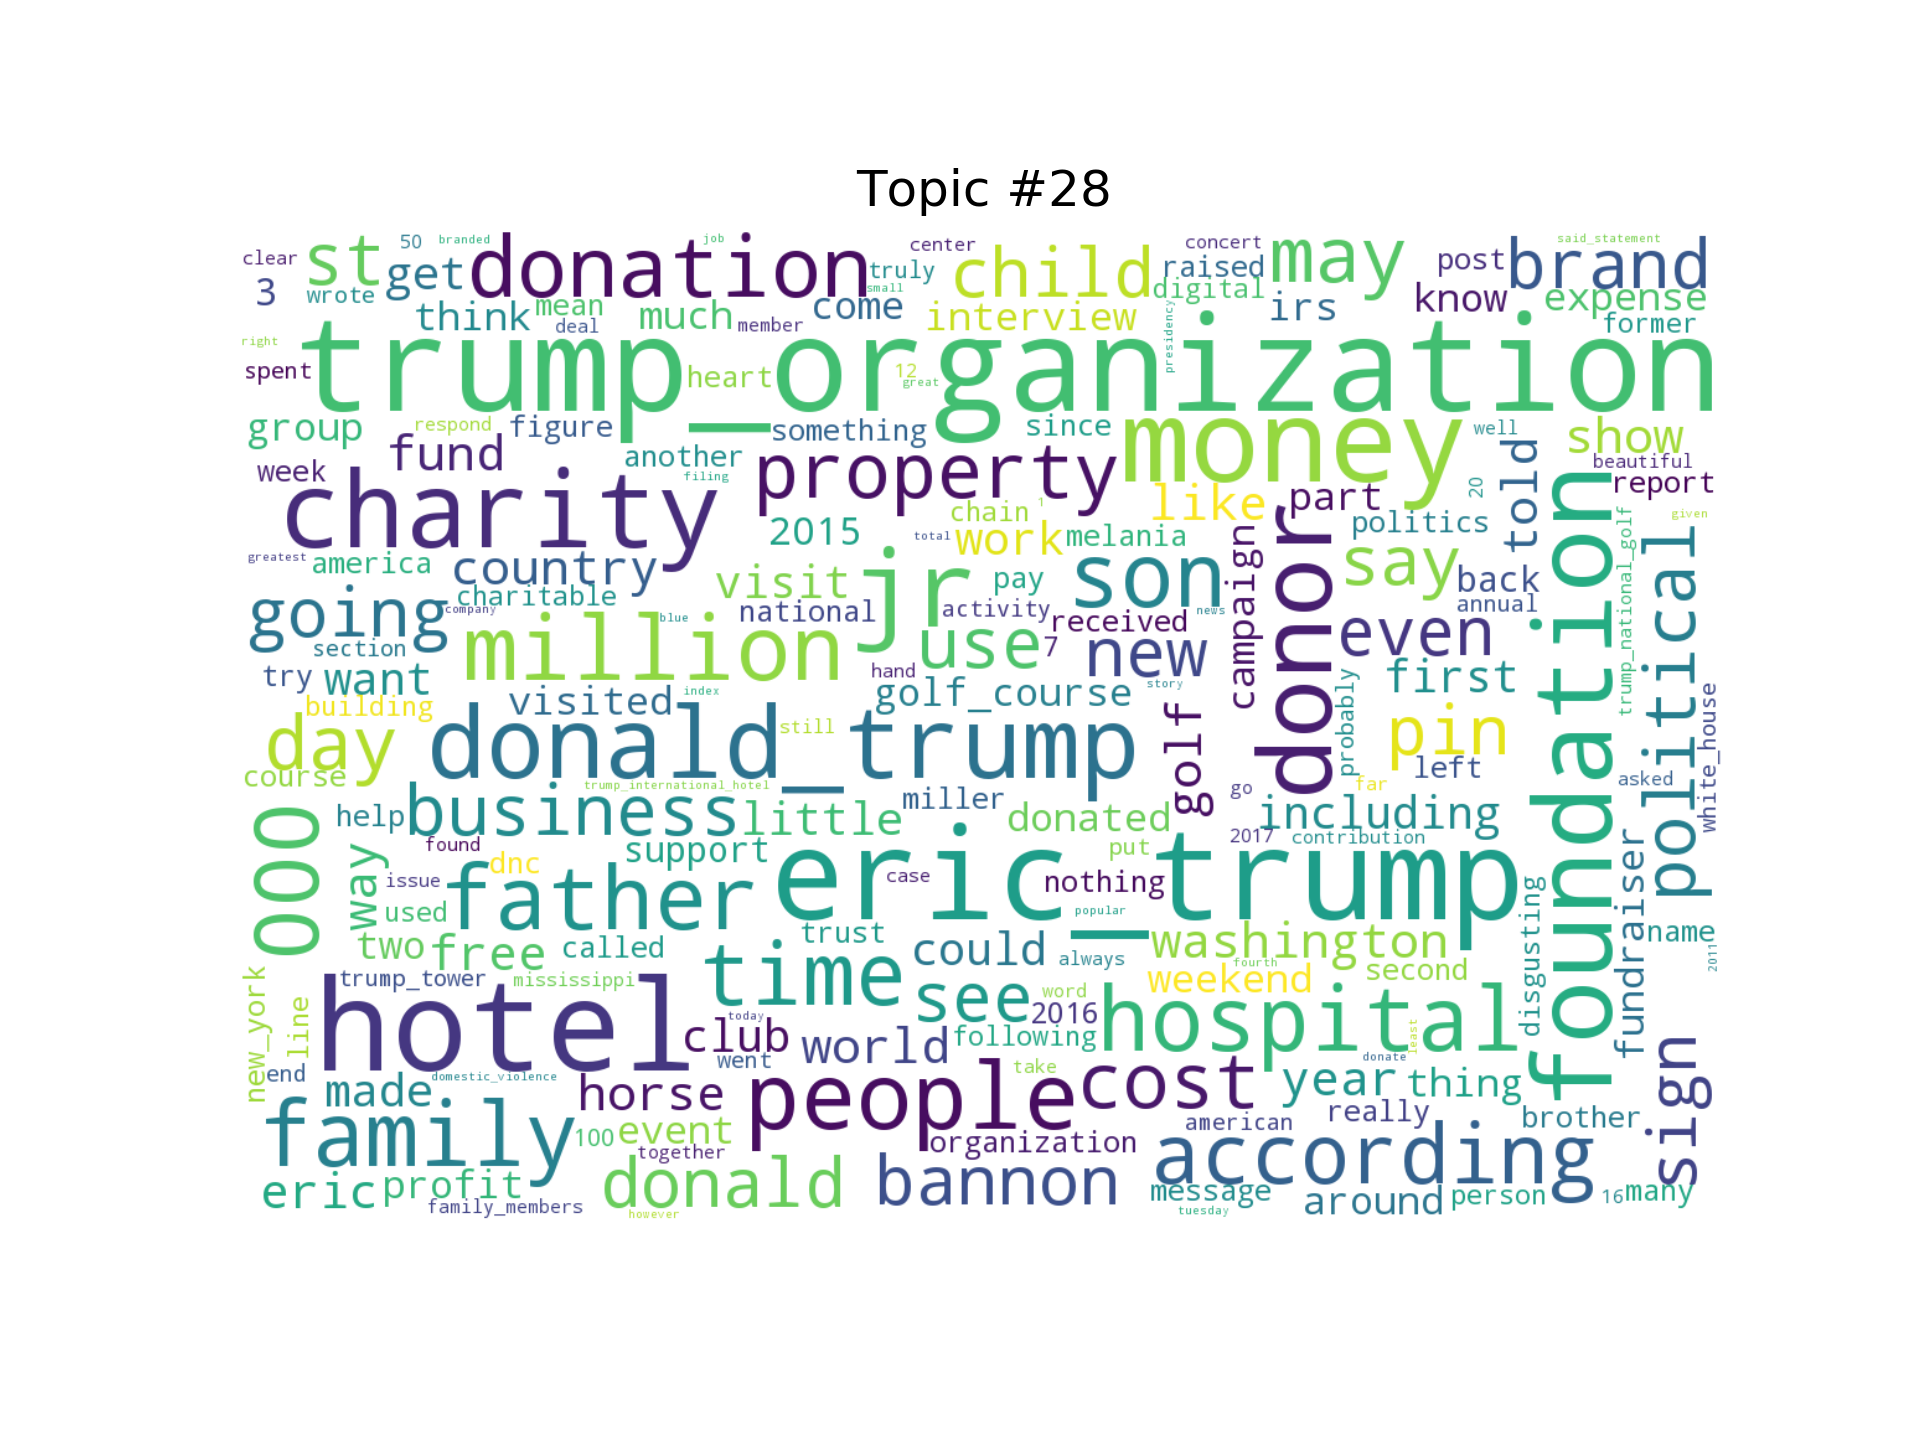 Topic #28
clear st 50 branded donation job center child concert may said_statement
3 wrote get truly small raised digital post brand
think mean deal much member come interview irs know expense former
right trump_organization presidency
spent heart 12 great
group respond figure something since money well show
week fund another filing property told beautiful report
charity chain 1 like part 20 politics given
2015 total work melania donor
greatest america country visit jr pay son campaign say back foundation trump_national_golf political
going company charitable blue national activity received news annual
section million use 7 new even
try want hand golf_course story first
building visited index golf probably pin white_house
day donald_trump still left asked
course trump_international_hotel miller go far
000 help business little donated including
found support put 2017 contribution
way dnc father eric_trump case nothing
issue popular disgusting fundraiser
used trust name
two free called time could always washington 2011
new_york trump_tower mississippi see word weekend fourth second
line hotel today club 2016 hospital
went world following least
end domestic_violence take donate sign
made horse people cost year thing
family 100 event american really brother
together organization according
eric profit donald bannon message around person 16 many
family_members however tuesday